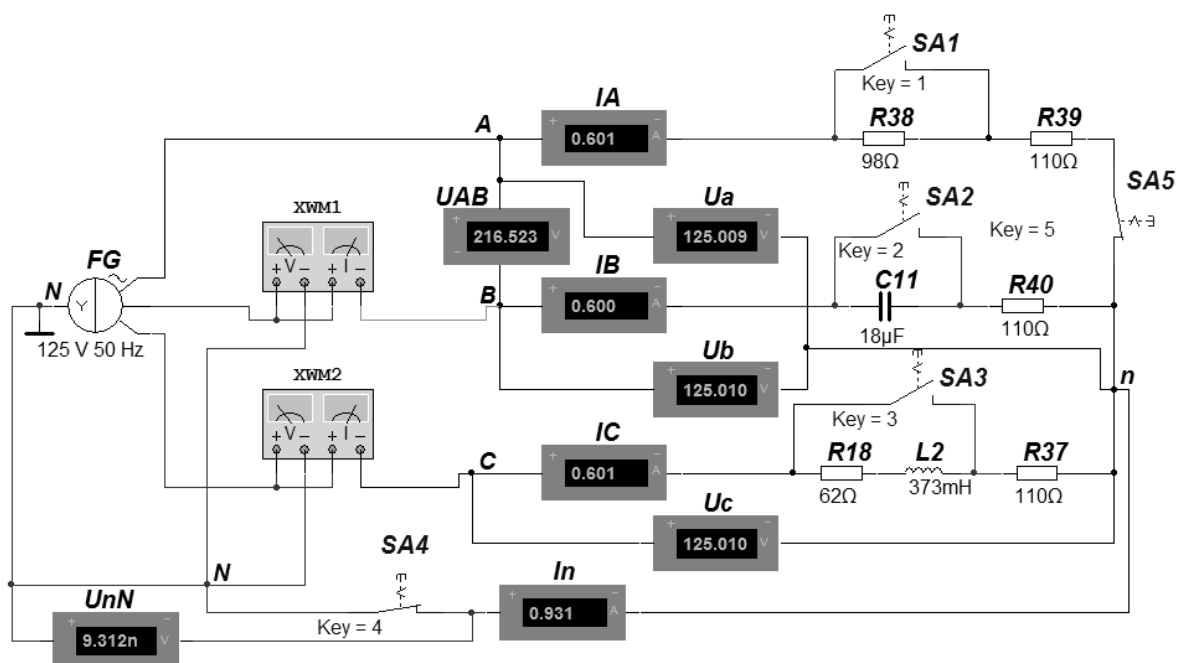 SA1
Key = 1
IA
+
−
0.601
A
A
R38
98Ω
R39
110Ω
SA5
UAB
+
−
216.523
V
Ua
+
−
125.009
V
SA2
Key = 2
Key = 5
XWM1
+
V
−
+
I
−
FG
N
Y
125 V 50 Hz
B
IB
+
−
0.600
A
C11
18µF
R40
110Ω
Ub
+
−
125.010
V
n
XWM2
+
V
−
+
I
−
SA3
Key = 3
C
IC
+
−
0.601
A
R18
62Ω
L2
373mH
R37
110Ω
Uc
+
−
125.010
V
SA4
Key = 4
N
In
+
−
0.931
A
UnN
+
−
9.312n
V